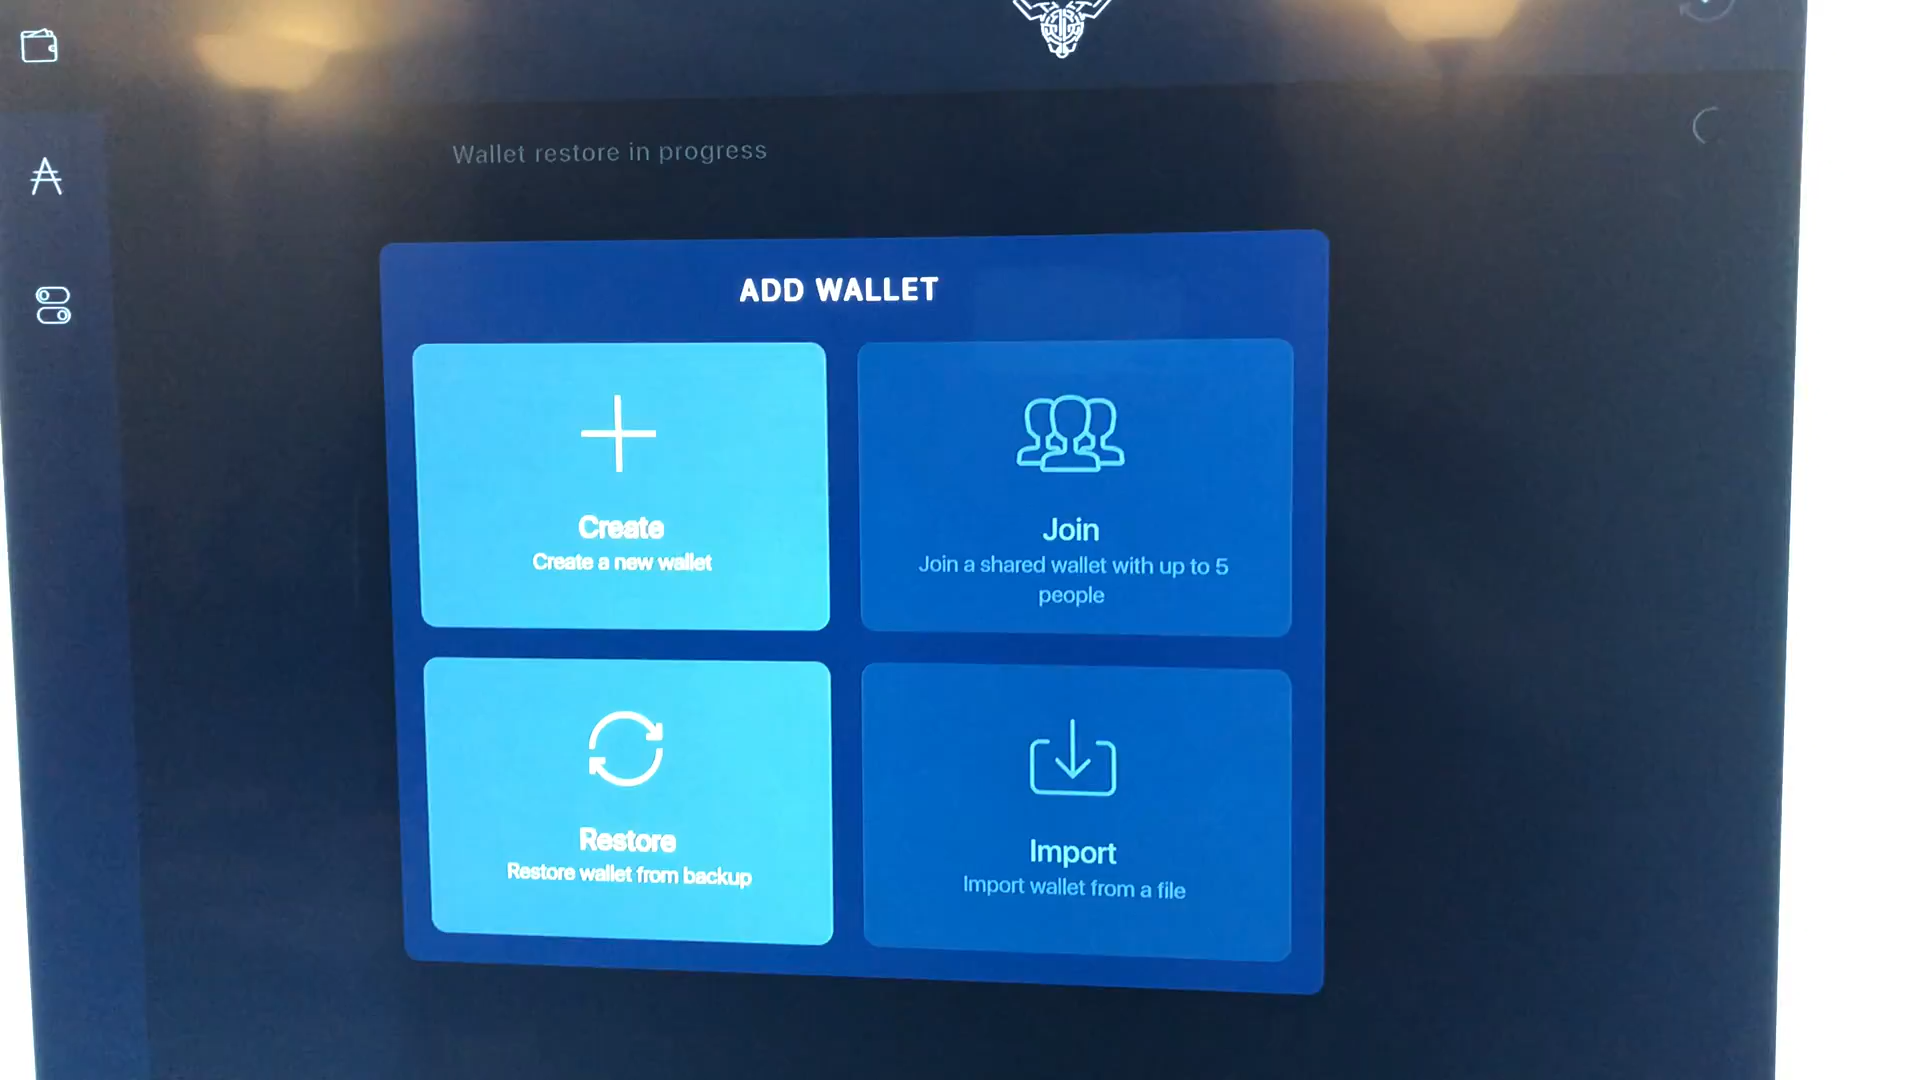 Wallet restore in progress
ADD WALLET
Create
Create a new wallet
Join
Join a shared wallet with up to 5
people
Restore
Restore wallet from backup
Import
Import wallet from a file